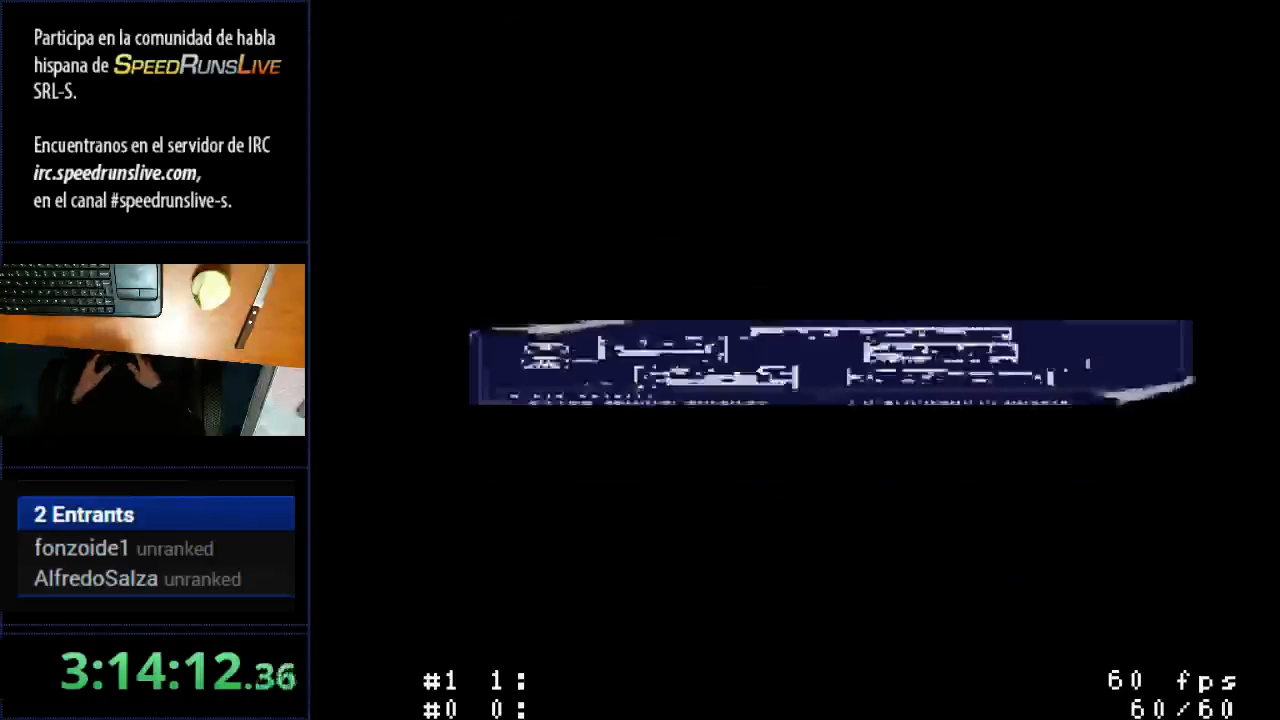 Participa en la comunidad de habla
hispana de SPEEDRUNSLIVE
SRL-S.
Encuentranos en el servidor de IRC
irc.speedrunslive.com,
en el canal #speedrunslive-s.
2 Entrants
fonzoide1 unranked
AlfredoSalza unranked
3:14:12.36
#1 1:
60 fps
#0 0:
60/60